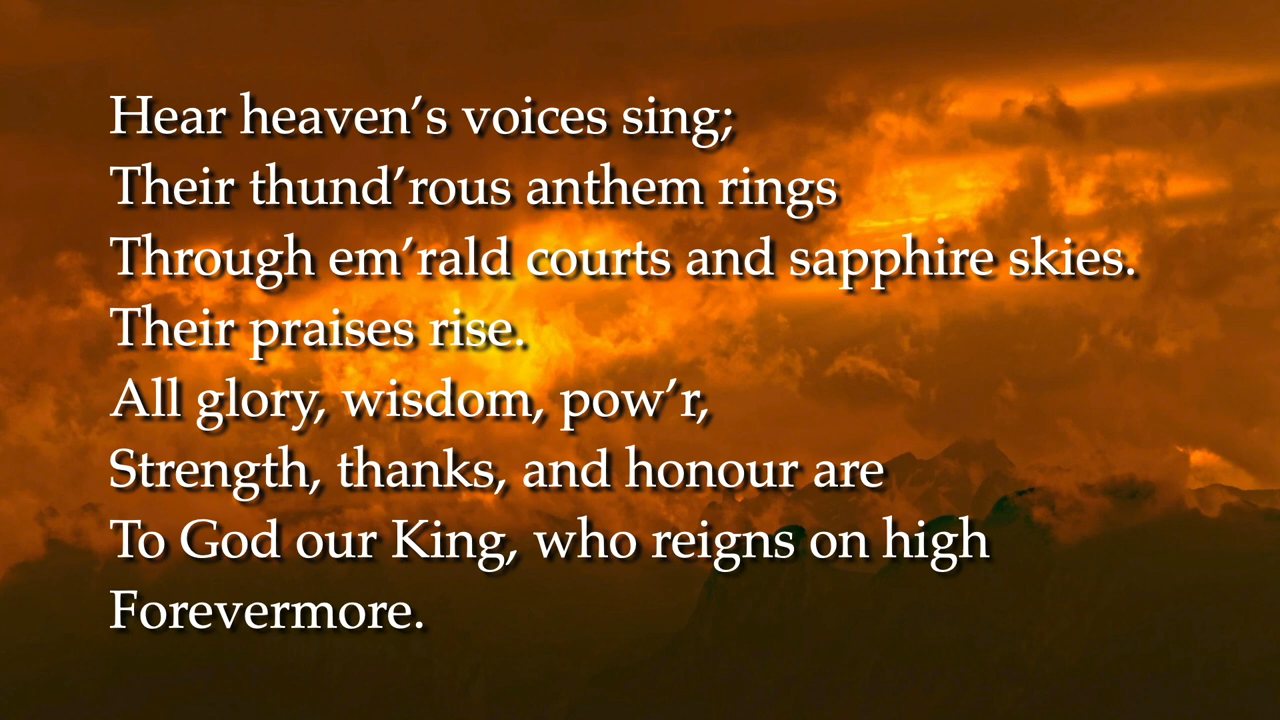 Hear heaven’s voices sing;
Their thund’rous anthem rings
Through em’rald courts and sapphire skies.
Their praises rise.
All glory, wisdom, pow’r,
Strength, thanks, and honour are
To God our King, who reigns on high
Forevermore.